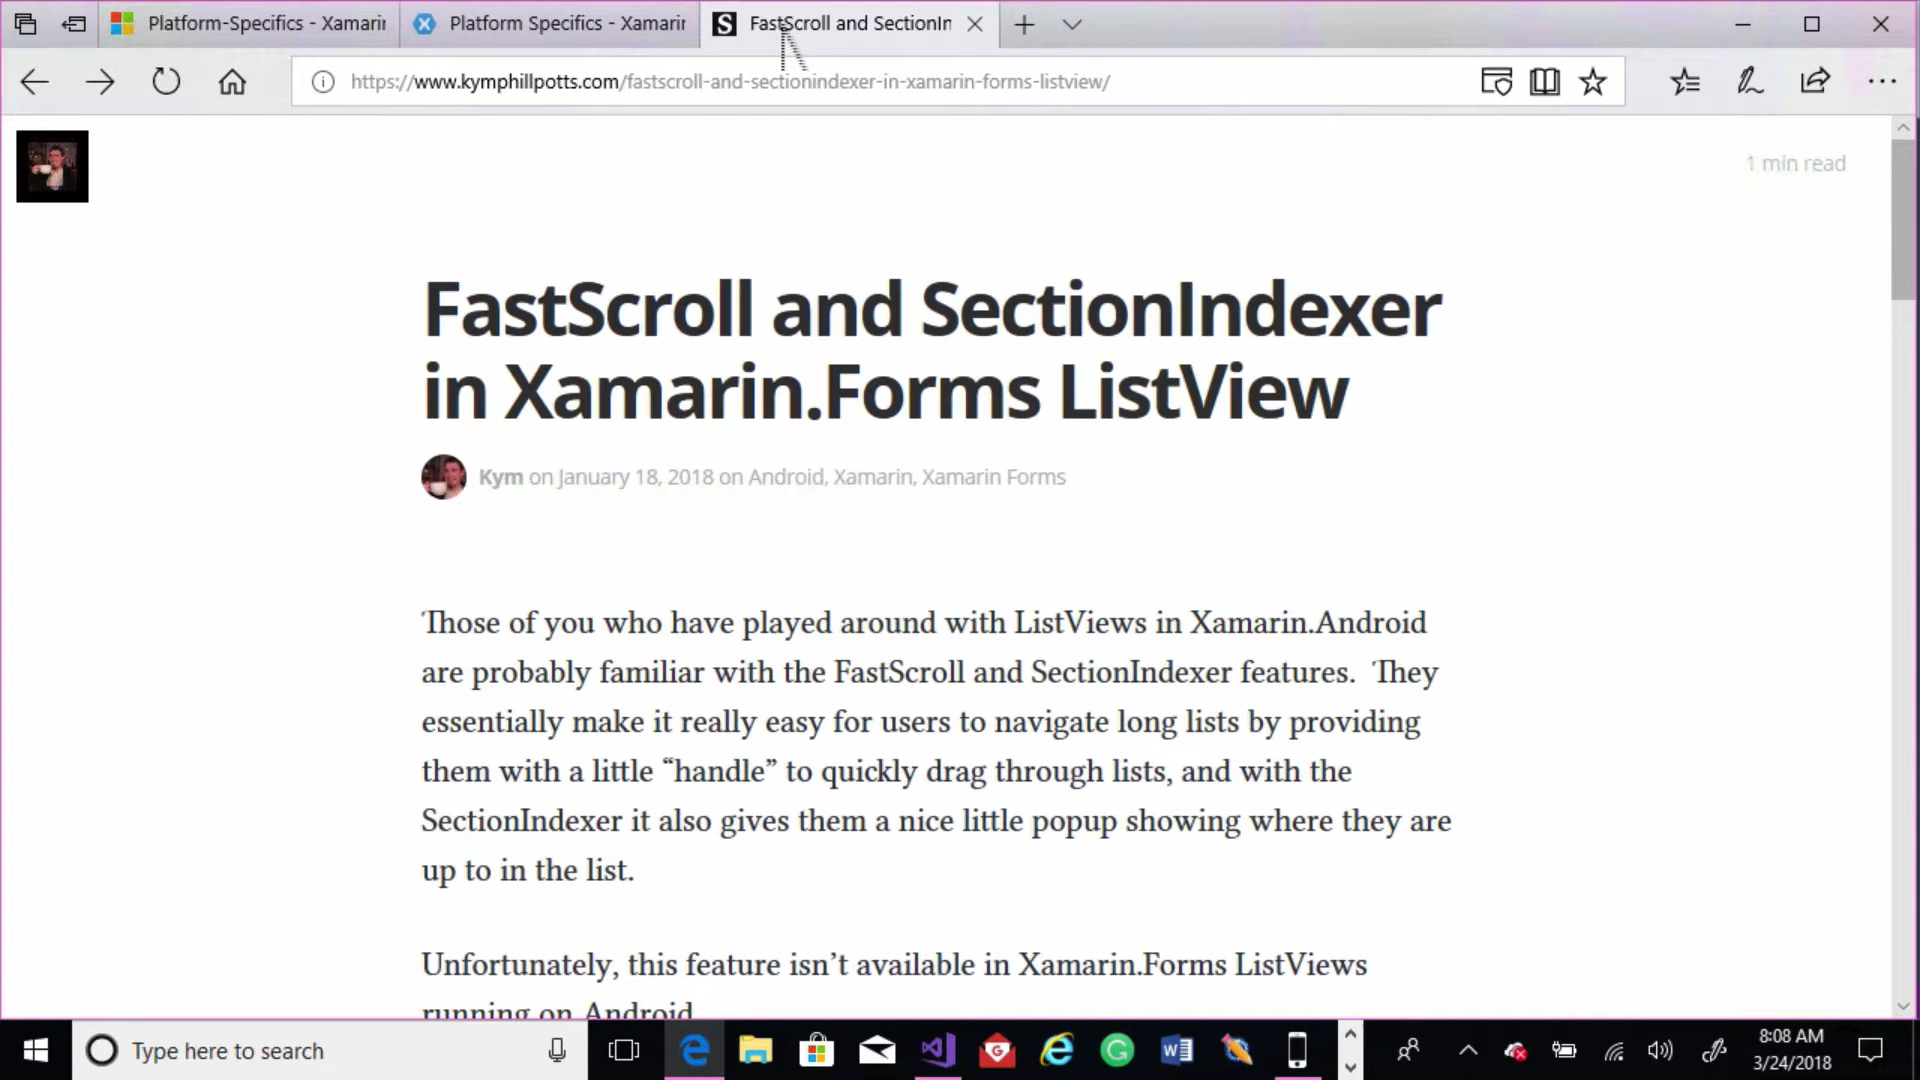 Platform-Specifics - Xamarin
Platform Specifics - Xamarin
FastScroll and SectionIn
https://www.kymphillpotts.com/fastscroll-and-sectionindexer-in-xamarin-forms-listview/
1 min read
FastScroll and SectionIndexer
in Xamarin.Forms ListView
Kym on January 18, 2018 on Android, Xamarin, Xamarin Forms
Those of you who have played around with ListViews in Xamarin.Android
are probably familiar with the FastScroll and SectionIndexer features. They
essentially make it really easy for users to navigate long lists by providing
them with a little “handle” to quickly drag through lists, and with the
SectionIndexer it also gives them a nice little popup showing where they are
up to in the list.
Unfortunately, this feature isn’t available in Xamarin.Forms ListViews
running on Android
Type here to search
8:08 AM
3/24/2018